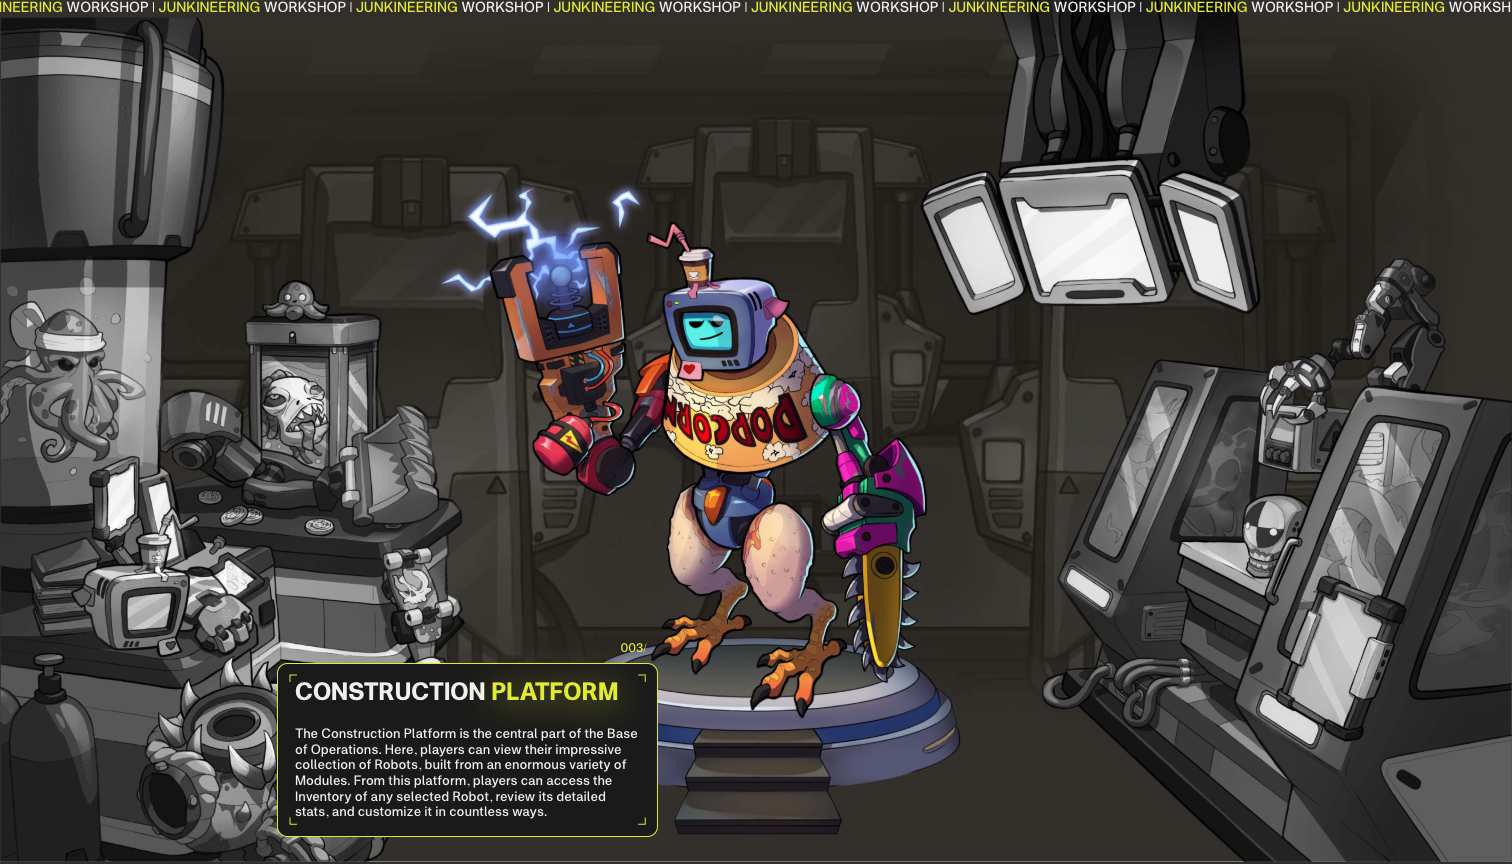 INEERING WORKSHOP | JUNKINEERING WORKSHOP | JUNKINEERING WORKSHOP | JUNKINEERING WORKSHOP | JUNKINEERING WORKSHOP | JUNKINEERING WORKSHOP | JUNKINEERING WORKSHOP | JUNKINEERING WORKSH
POPCORN
003/
CONSTRUCTION PLATFORM
The Construction Platform is the central part of the Base
of Operations. Here, players can view their impressive
collection of Robots, built from an enormous variety of
Modules. From this platform, players can access the
Inventory of any selected Robot, review its detailed
stats, and customize it in countless ways.